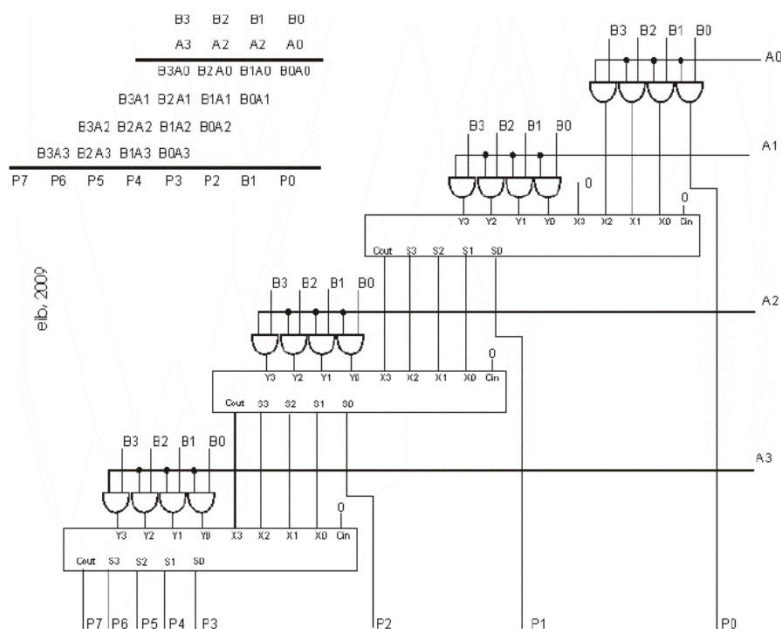 B3 B2 B1 B0
A3 A2 A2 A0
B3A0 B2A0 B1A0 B0A0
B3A1 B2A1 B1A1 B0A1
B3A2 B2A2 B1A2 B0A2
B3A3 B2A3 B1A3 B0A3
P7 P6 P5 P4 P3 P2 B1 P0
B3 B2 B1 B0
A0
B3 B2 B1 B0
A1
0
0
Y3 Y2 Y1 Y0 X3 X2 X1 X0 Cin
Cout S3 S2 S1 S0
eib, 2009
B3 B2 B1 B0
A2
0
Y3 Y2 Y1 Y0 X3 X2 X1 X0 Cin
Cout S3 S2 S1 S0
B3 B2 B1 B0
A3
0
Y3 Y2 Y1 Y0 X3 X2 X1 X0 Cin
Cout S3 S2 S1 S0
P7 P6 P5 P4 P3 P2 P1 P0